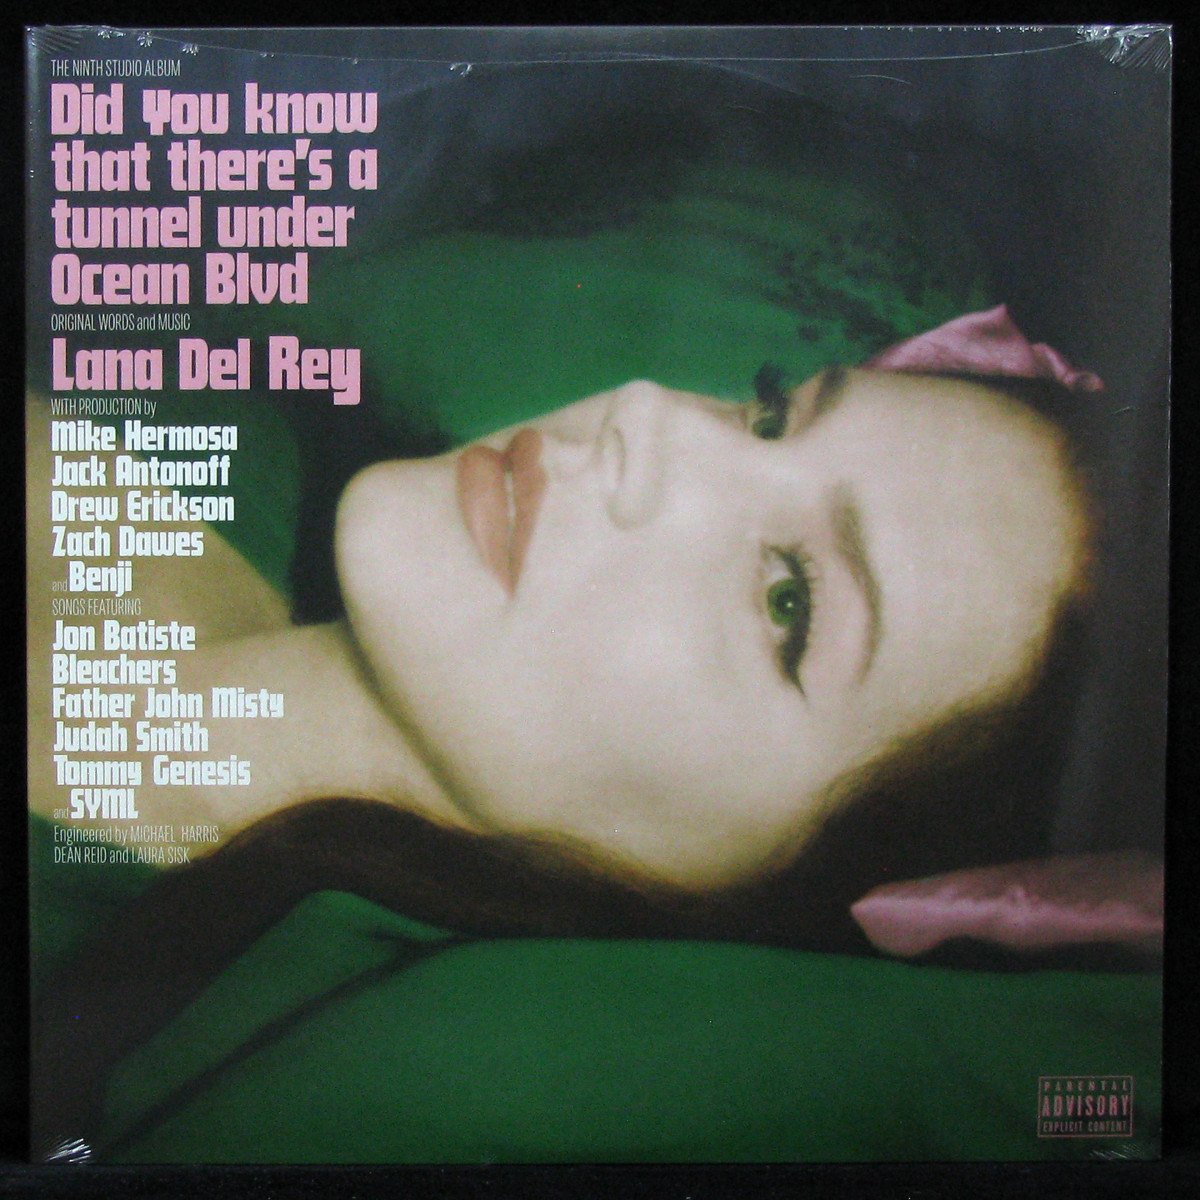 THE NINTH STUDIO ALBUM
Did you know
that there's a
tunnel under
Ocean Blvd
ORIGINAL WORDS and MUSIC
Lana Del Rey
WITH PRODUCTION by
Mike Hermosa
Jack Antonoff
Drew Erickson
Zach Dawes
and Benji
SONGS FEATURING
Jon Batiste
Bleachers
Father John Misty
Judah Smith
Tommy Genesis
and SYML
Engineered by MICHAEL HARRIS
DEAN REID and LAURA SISK
PARENTAL
ADVISORY
EXPLICIT CONTENT